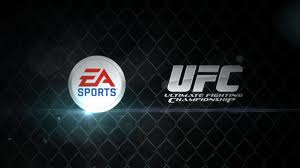 EA
SPORTS
UFC
ULTIMATE FIGHTING
CHAMPIONSHIP